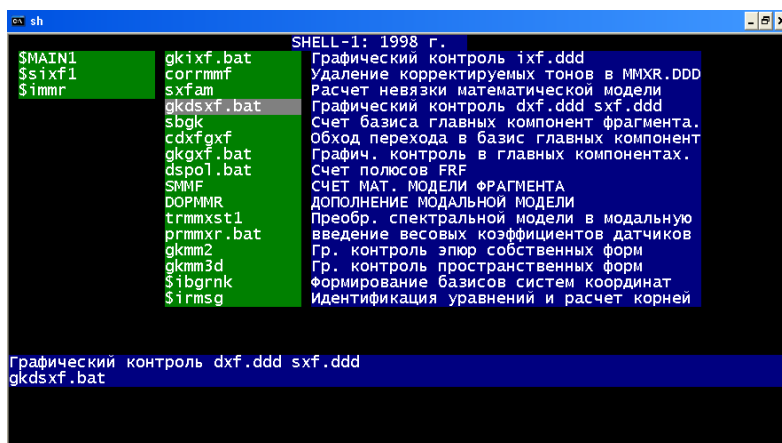 sh
SHELL-1: 1998 г.
$MAIN1 gkixf.bat Графический контроль ixf.ddd
$sixf1 corrmmf Удаление корректируемых тонов в MMXR.DDD
$immr sxfam Расчет невязки математической модели
gkdsxf.bat Графический контроль dxf.ddd sxf.ddd
sbgk Счет базиса главных компонент фрагмента.
cdxfgxf Обход перехода в базис главных компонент
gkgxf.bat Графич. контроль в главных компонентах.
dspol.bat Счет полюсов FRF
SMMF СЧЕТ МАТ. МОДЕЛИ ФРАГМЕНТА
DOPMMR ДОПОЛНЕНИЕ МОДАЛЬНОЙ МОДЕЛИ
trmmxst1 Преобр. спектральной модели в модальную
prmmxr.bat введение весовых коэффициентов датчиков
gkmm2 Гр. контроль эпюр собственных форм
gkmm3d Гр. контроль пространственных форм
$ibgrnk Формирование базисов систем координат
$irmsg Идентификация уравнений и расчет корней
Графический контроль dxf.ddd sxf.ddd
gkdsxf.bat